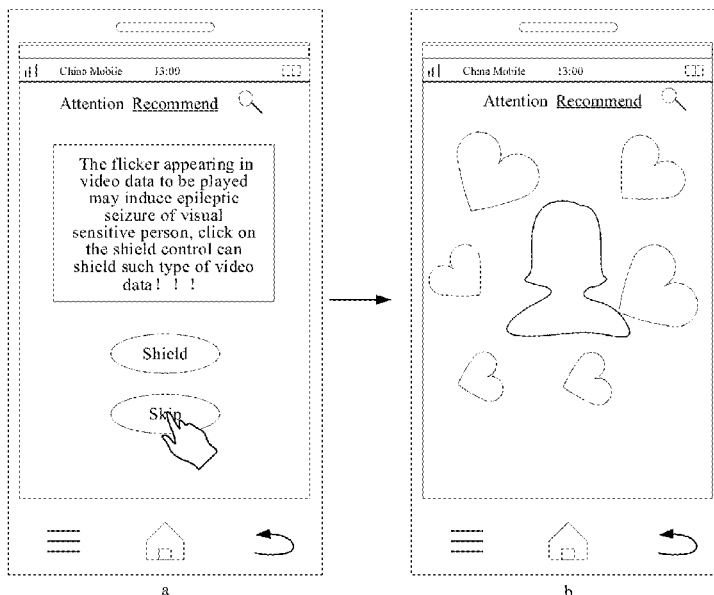 China Mobile 13:00
Attention Recommend
The flicker appearing in
video data to be played
may induce epileptic
seizure of visual
sensitive person, click on
the shield control can
shield such type of video
data! ! !
Shield
Skip
a
China Mobile 13:00
Attention Recommend
b